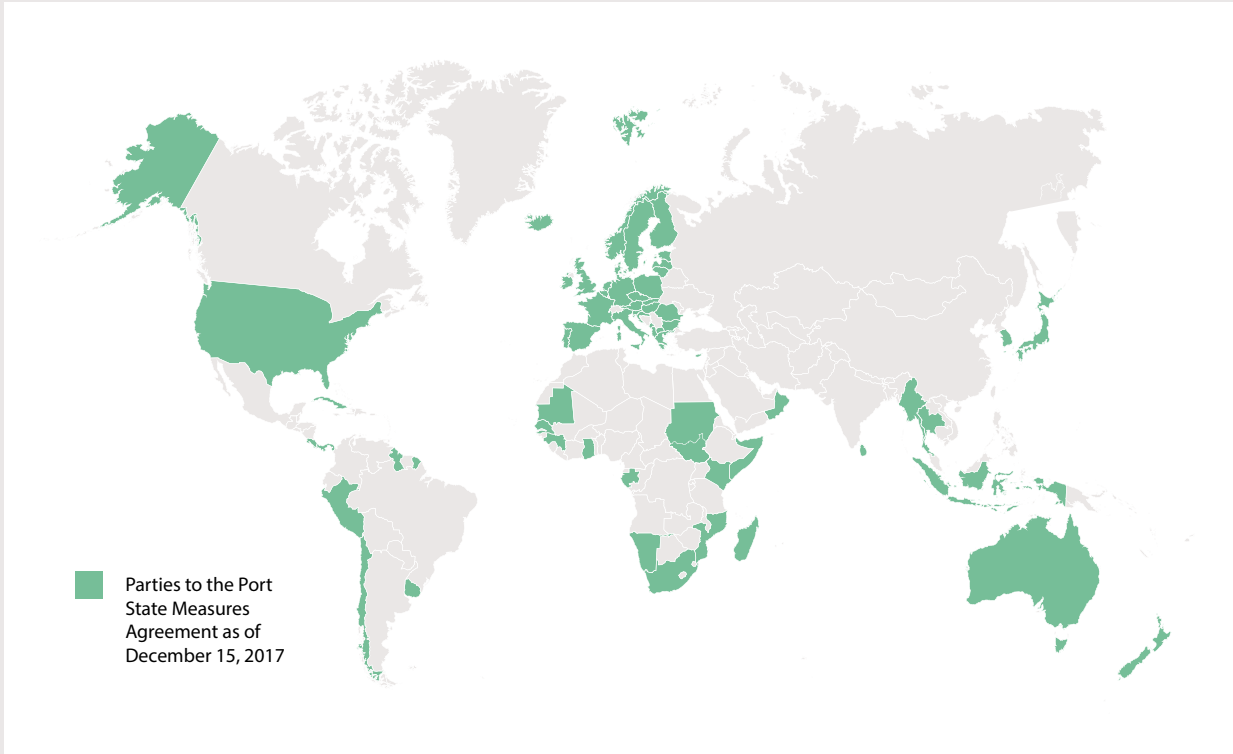 Parties to the Port
State Measures
Agreement as of
December 15, 2017